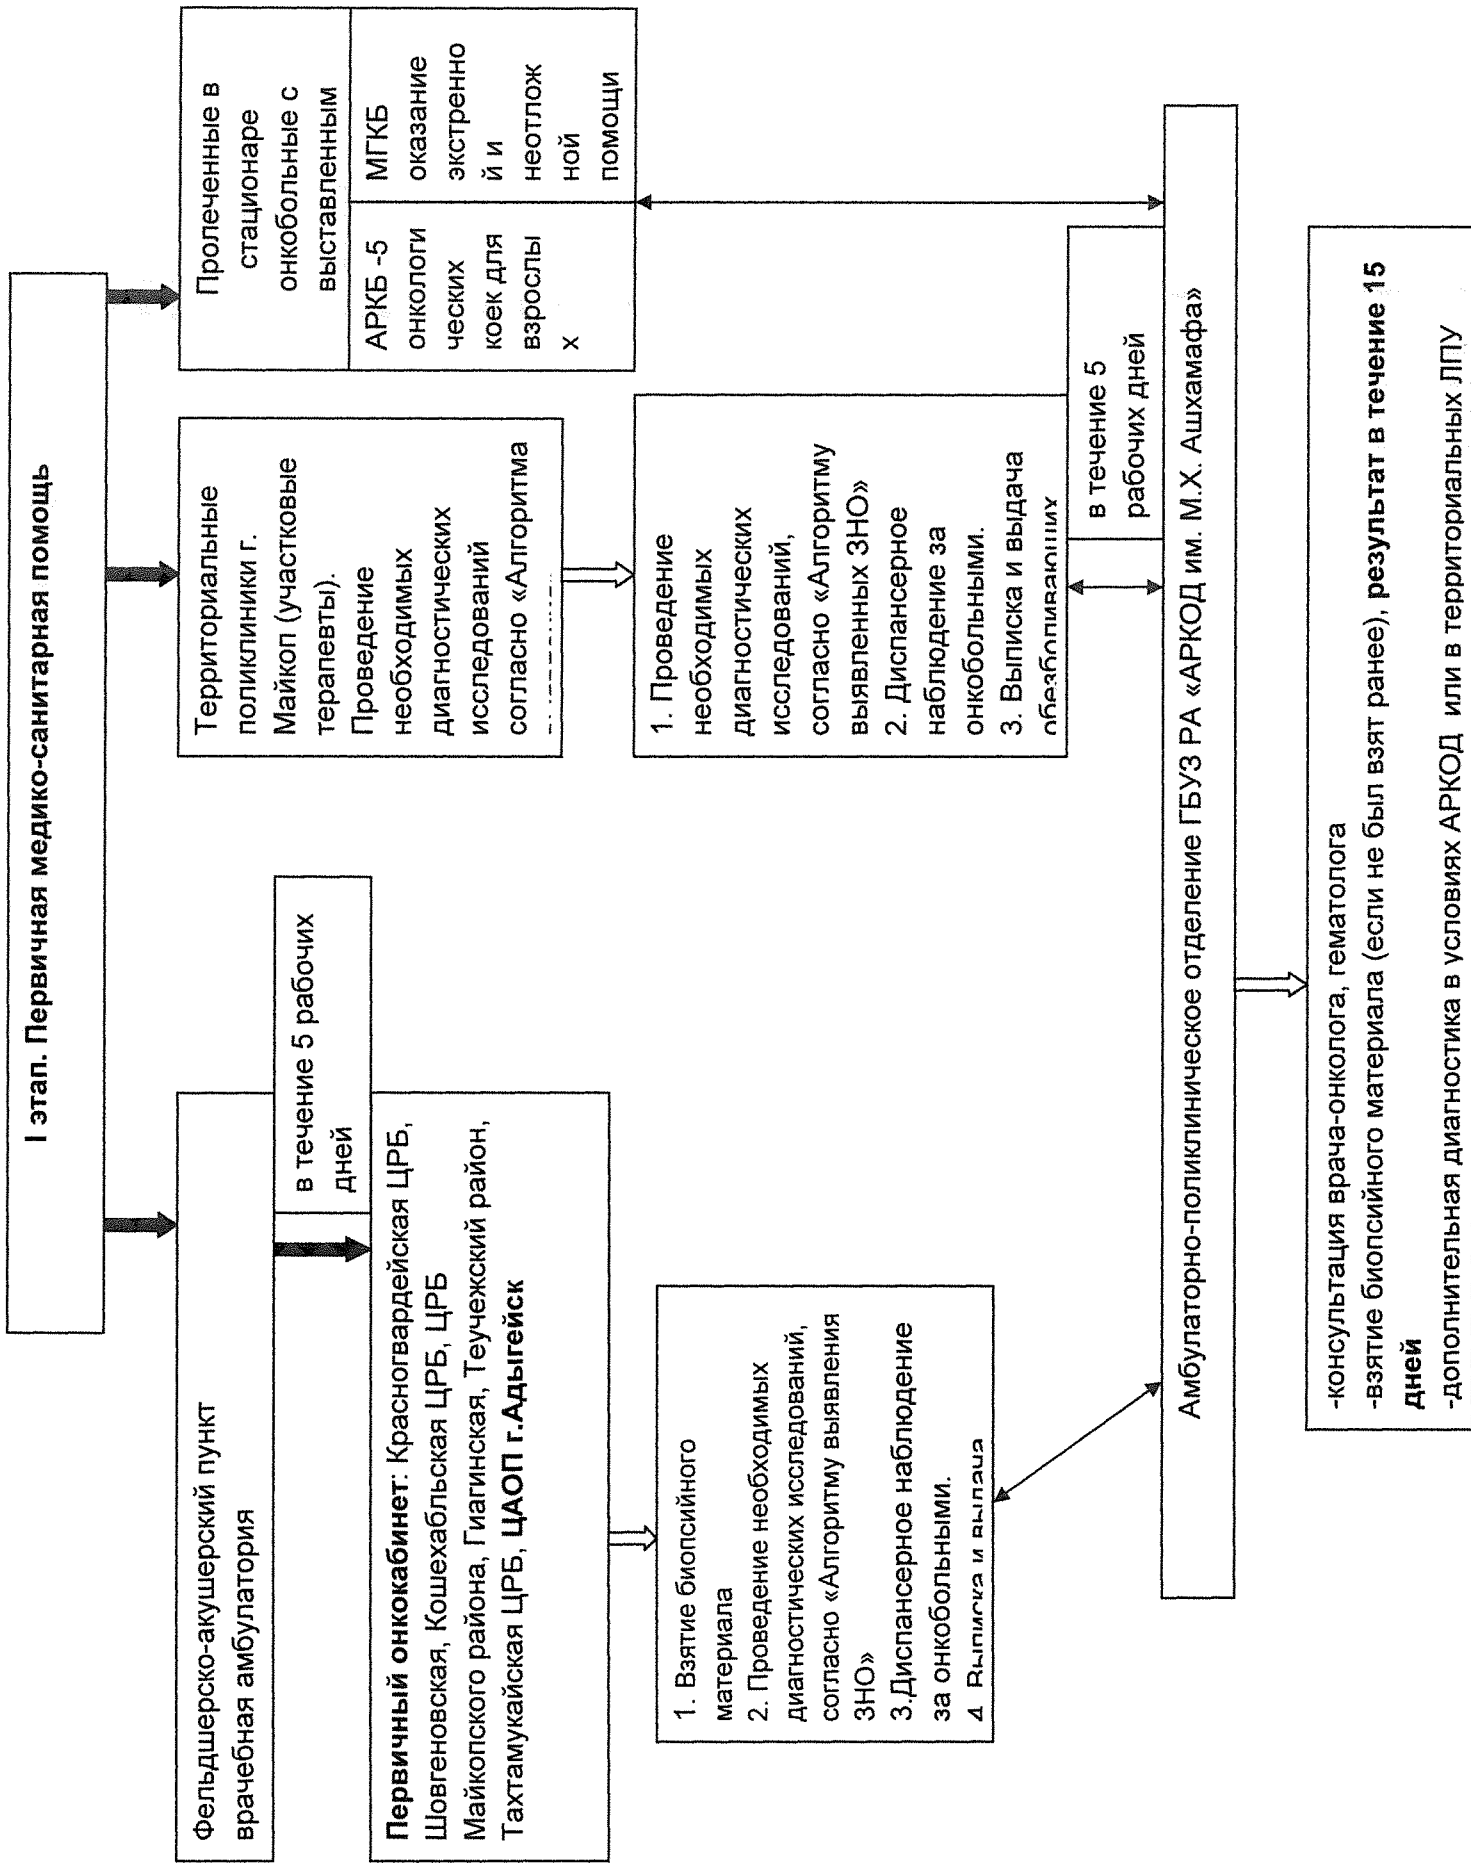 I этап. Первичная медико-санитарная помощь
Фельдшерско-акушерский пункт
врачебная амбулатория
в течение 5 рабочих
дней
Первичный онкокабинет: Красногвардейская ЦРБ,
Шовгеновская, Кошехабльская ЦРБ, ЦРБ
Майкопского района, Гиагинская, Теучежский район,
Тахтамукайская ЦРБ, ЦАОП г.Адыгейск
1. Взятие биопсийного
материала
2. Проведение необходимых
диагностических исследований,
согласно «Алгоритму выявления
ЗНО»
3.Диспансерное наблюдение
за онкобольными.
4. Выписка и выдача
Территориальные
поликлиники г.
Майкоп (участковые
терапевты).
Проведение
необходимых
диагностических
исследований
согласно «Алгоритма
1. Проведение
необходимых
диагностических
исследований,
согласно «Алгоритму
выявленных ЗНО»
2. Диспансерное
наблюдение за
онкобольными.
3. Выписка и выдача
обезболивающих
в течение 5
рабочих дней
Пролеченные в
стационаре
онкобольные с
выставленным
АРКБ -5
онкологи
ческих
коек для
взрослы
х
МГКБ
оказание
экстренно
й и
неотлож
ной
помощи
Амбулаторно-поликлиническое отделение ГБУЗ РА «АРКОД им. М.Х. Ашхамафа»
-консультация врача-онколога, гематолога
-взятие биопсийного материала (если не был взят ранее), результат в течение 15
дней
-дополнительная диагностика в условиях АРКОД или в территориальных ЛПУ